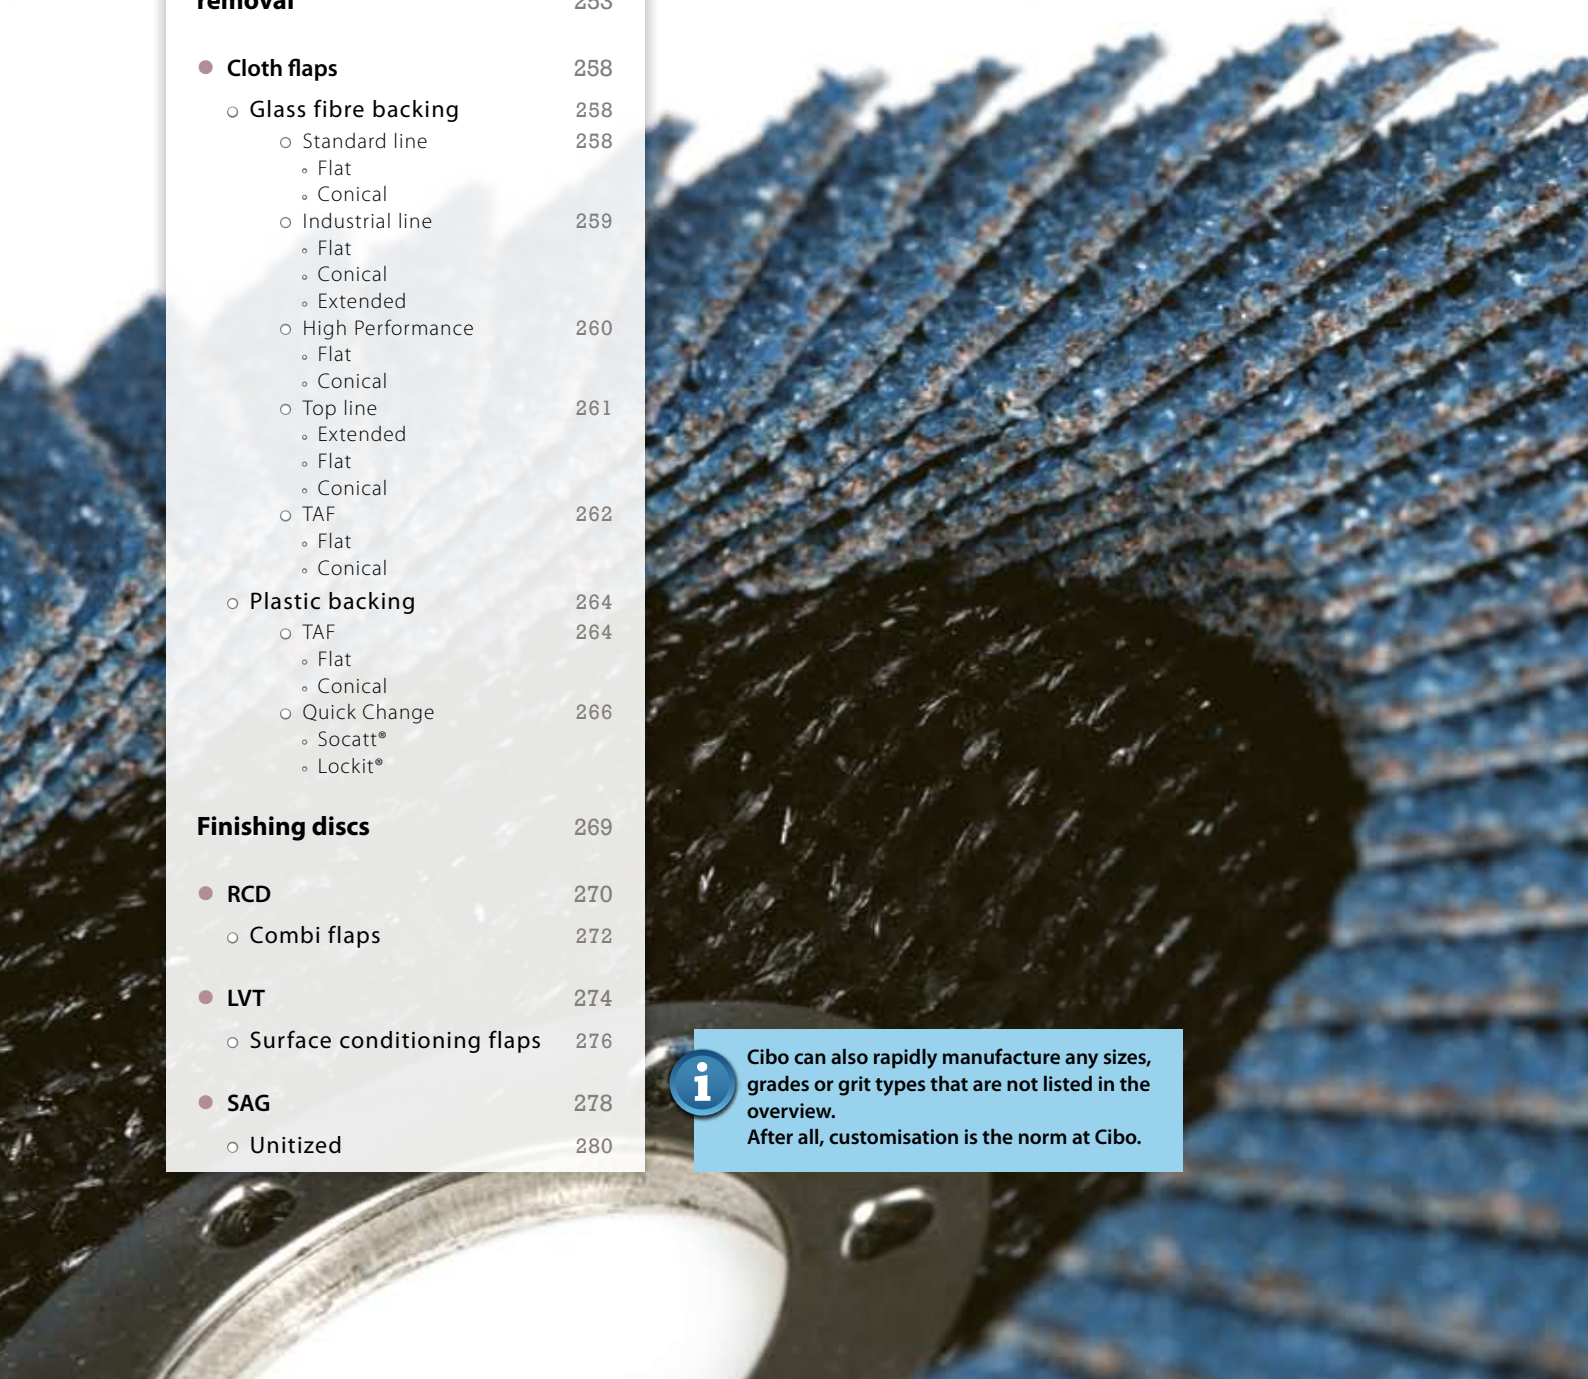 removal 253
Cloth flaps 258
Glass fibre backing 258
Standard line 258
Flat
Conical
Industrial line 259
Flat
Conical
Extended
High Performance 260
Flat
Conical
Top line 261
Extended
Flat
Conical
TAF 262
Flat
Conical
Plastic backing 264
TAF 264
Flat
Conical
Quick Change 266
Socatt®
Lockit®
Finishing discs 269
RCD 270
Combi flaps 272
LVT 274
Surface conditioning flaps 276
SAG 278
Unitized 280
i
Cibo can also rapidly manufacture any sizes,
grades or grit types that are not listed in the
overview.
After all, customisation is the norm at Cibo.